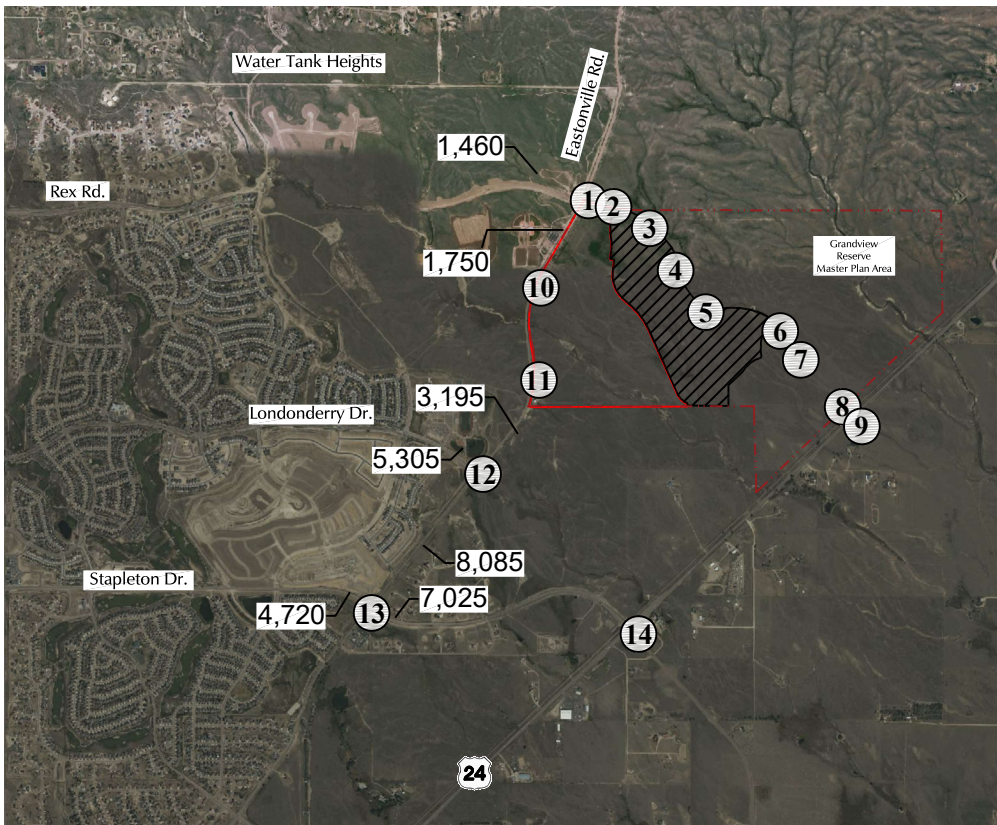 Water Tank Heights
Eastonville Rd.
1,460
Rex Rd.
1
2
3
1,750
Grandview
Reserve
Master Plan Area
4
10
5
6
7
11
3,195
Londonderry Dr.
8
9
5,305
12
8,085
Stapleton Dr.
4,720
13
7,025
14
24